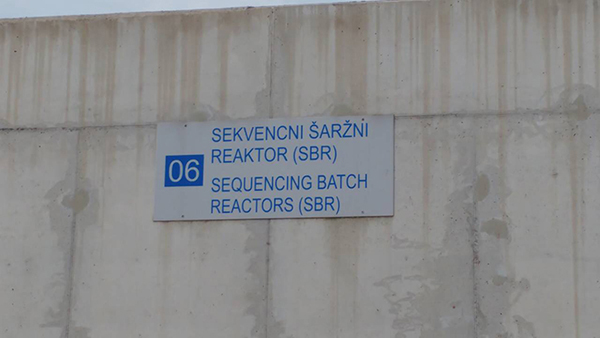 06
SEKVENCNI ŠARŽNI
REAKTOR (SBR)
SEQUENCING BATCH
REACTORS (SBR)